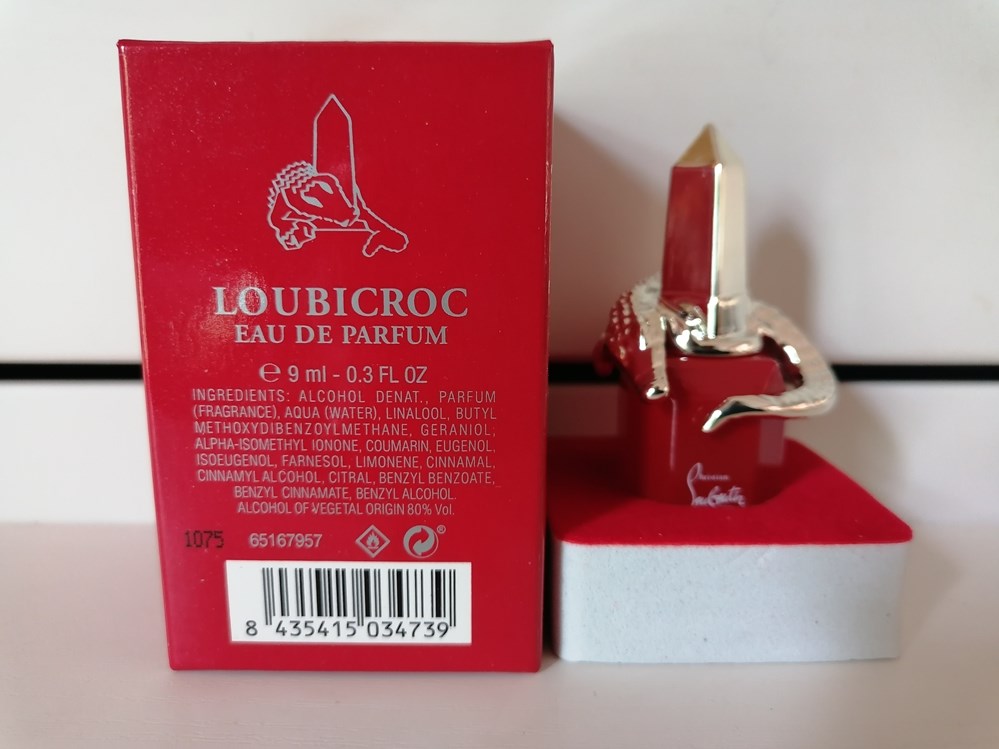 LOUBICROC
EAU DE PARFUM
℮ 9 ml - 0.3 FL OZ
INGREDIENTS: ALCOHOL DENAT., PARFUM
(FRAGRANCE), AQUA (WATER), LINALOOL, BUTYL
METHOXYDIBENZOYLMETHANE, GERANIOL,
ALPHA-ISOMETHYL IONONE, COUMARIN, EUGENOL,
ISOEUGENOL, FARNESOL, LIMONENE, CINNAMAL,
CINNAMYL ALCOHOL, CITRAL, BENZYL BENZOATE,
BENZYL CINNAMATE, BENZYL ALCOHOL.
ALCOHOL OF VEGETAL ORIGIN 80% Vol.
1075 65167957 ®
8 435415 034739
Louboutin